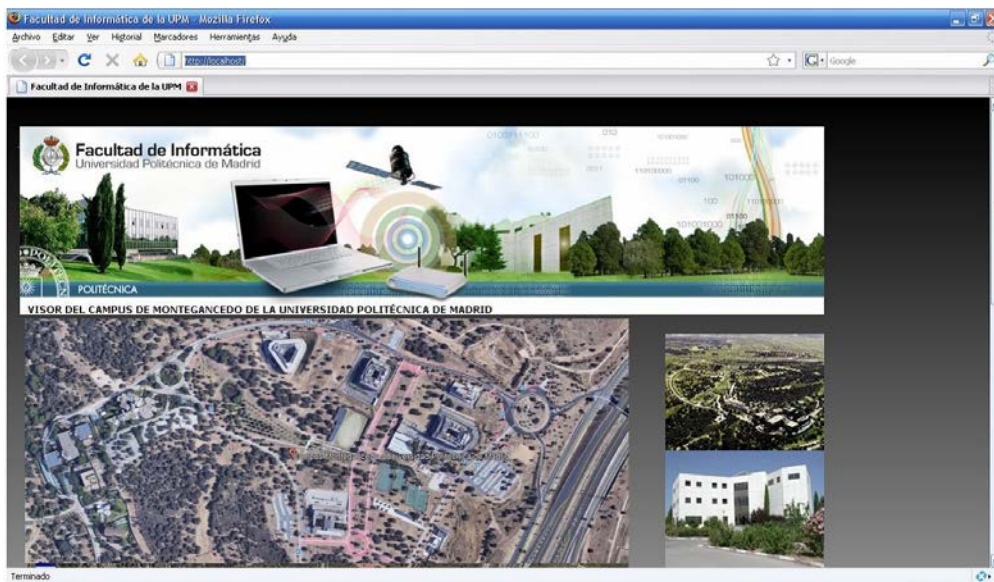 Facultad de Informática de la UPM - Mozilla Firefox
Archivo Editar Ver Historial Marcadores Herramientas Ayuda
http://localhost/
Google
Facultad de Informática de la UPM
Facultad de Informática
Universidad Politécnica de Madrid
POLITÉCNICA
VISOR DEL CAMPUS DE MONTEGANCEDO DE LA UNIVERSIDAD POLITÉCNICA DE MADRID
Terminado